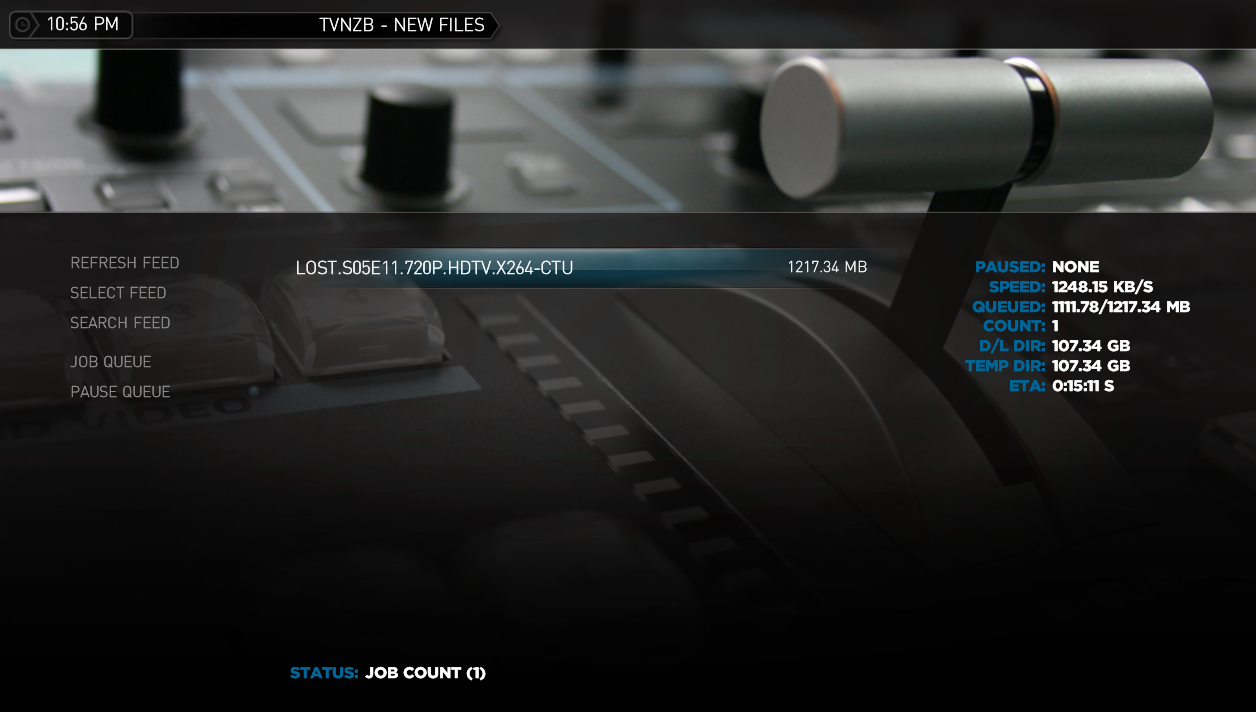 10:56 PM
TVNZB - NEW FILES
REFRESH FEED
SELECT FEED
SEARCH FEED
JOB QUEUE
PAUSE QUEUE
LOST.S05E11.720P.HDTV.X264-CTU 1217.34 MB
PAUSED: NONE
SPEED: 1248.15 KB/S
QUEUED: 1111.78/1217.34 MB
COUNT: 1
D/L DIR: 107.34 GB
TEMP DIR: 107.34 GB
ETA: 0:15:11 S
VIDEO
STATUS: JOB COUNT (1)